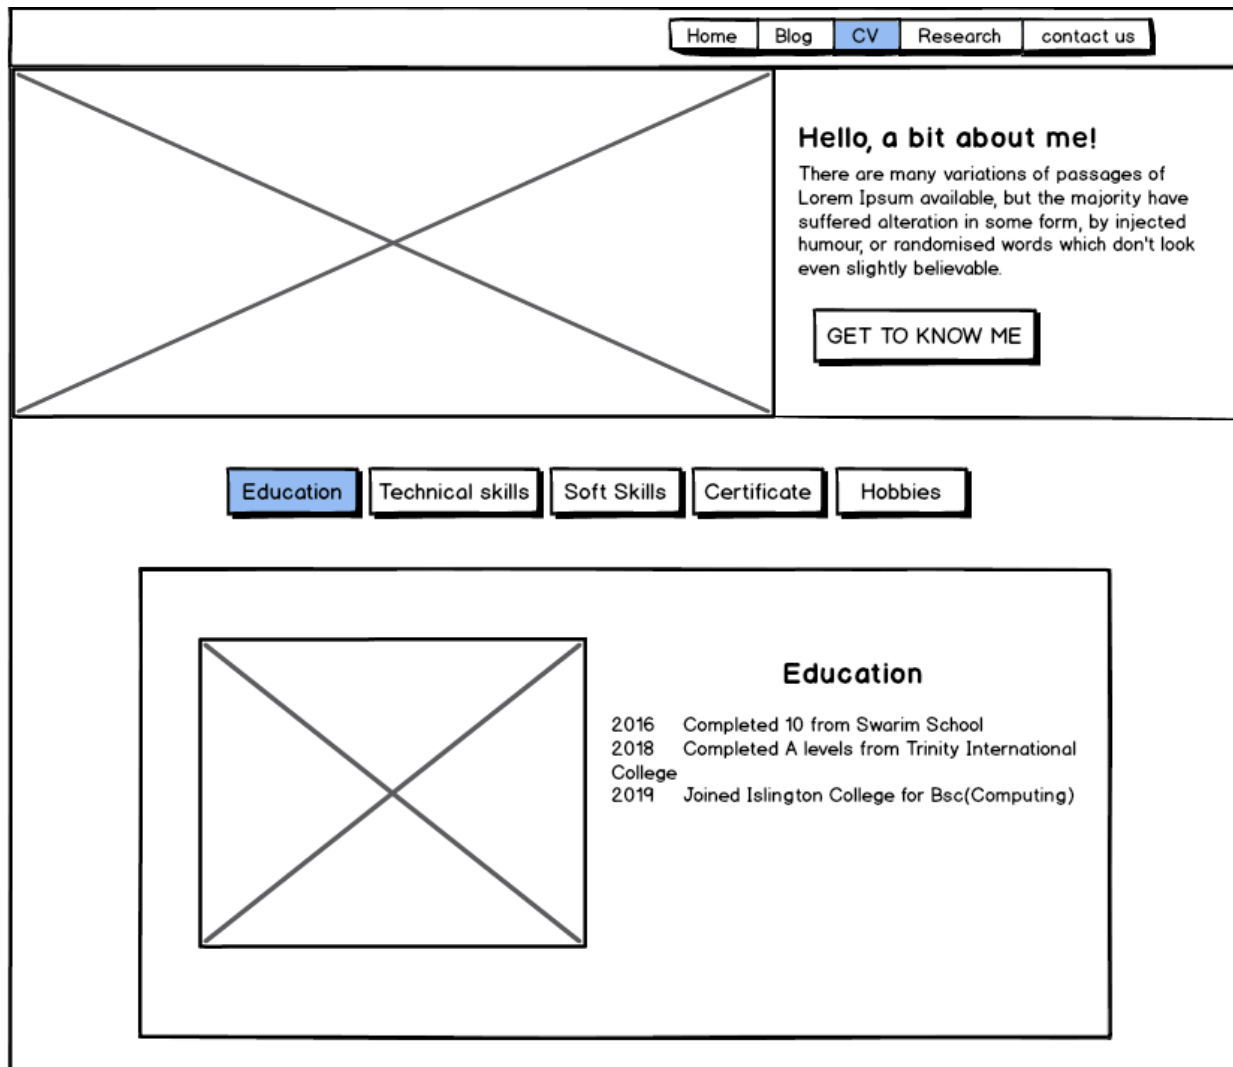 Home Blog CV Research contact us
Hello, a bit about me!
There are many variations of passages of
Lorem Ipsum available, but the majority have
suffered alteration in some form, by injected
humour, or randomised words which don't look
even slightly believable.
GET TO KNOW ME
Education Technical skills Soft Skills Certificate Hobbies
Education
2016 Completed 10 from Swarim School
2018 Completed A levels from Trinity International
College
2019 Joined Islington College for Bsc(Computing)